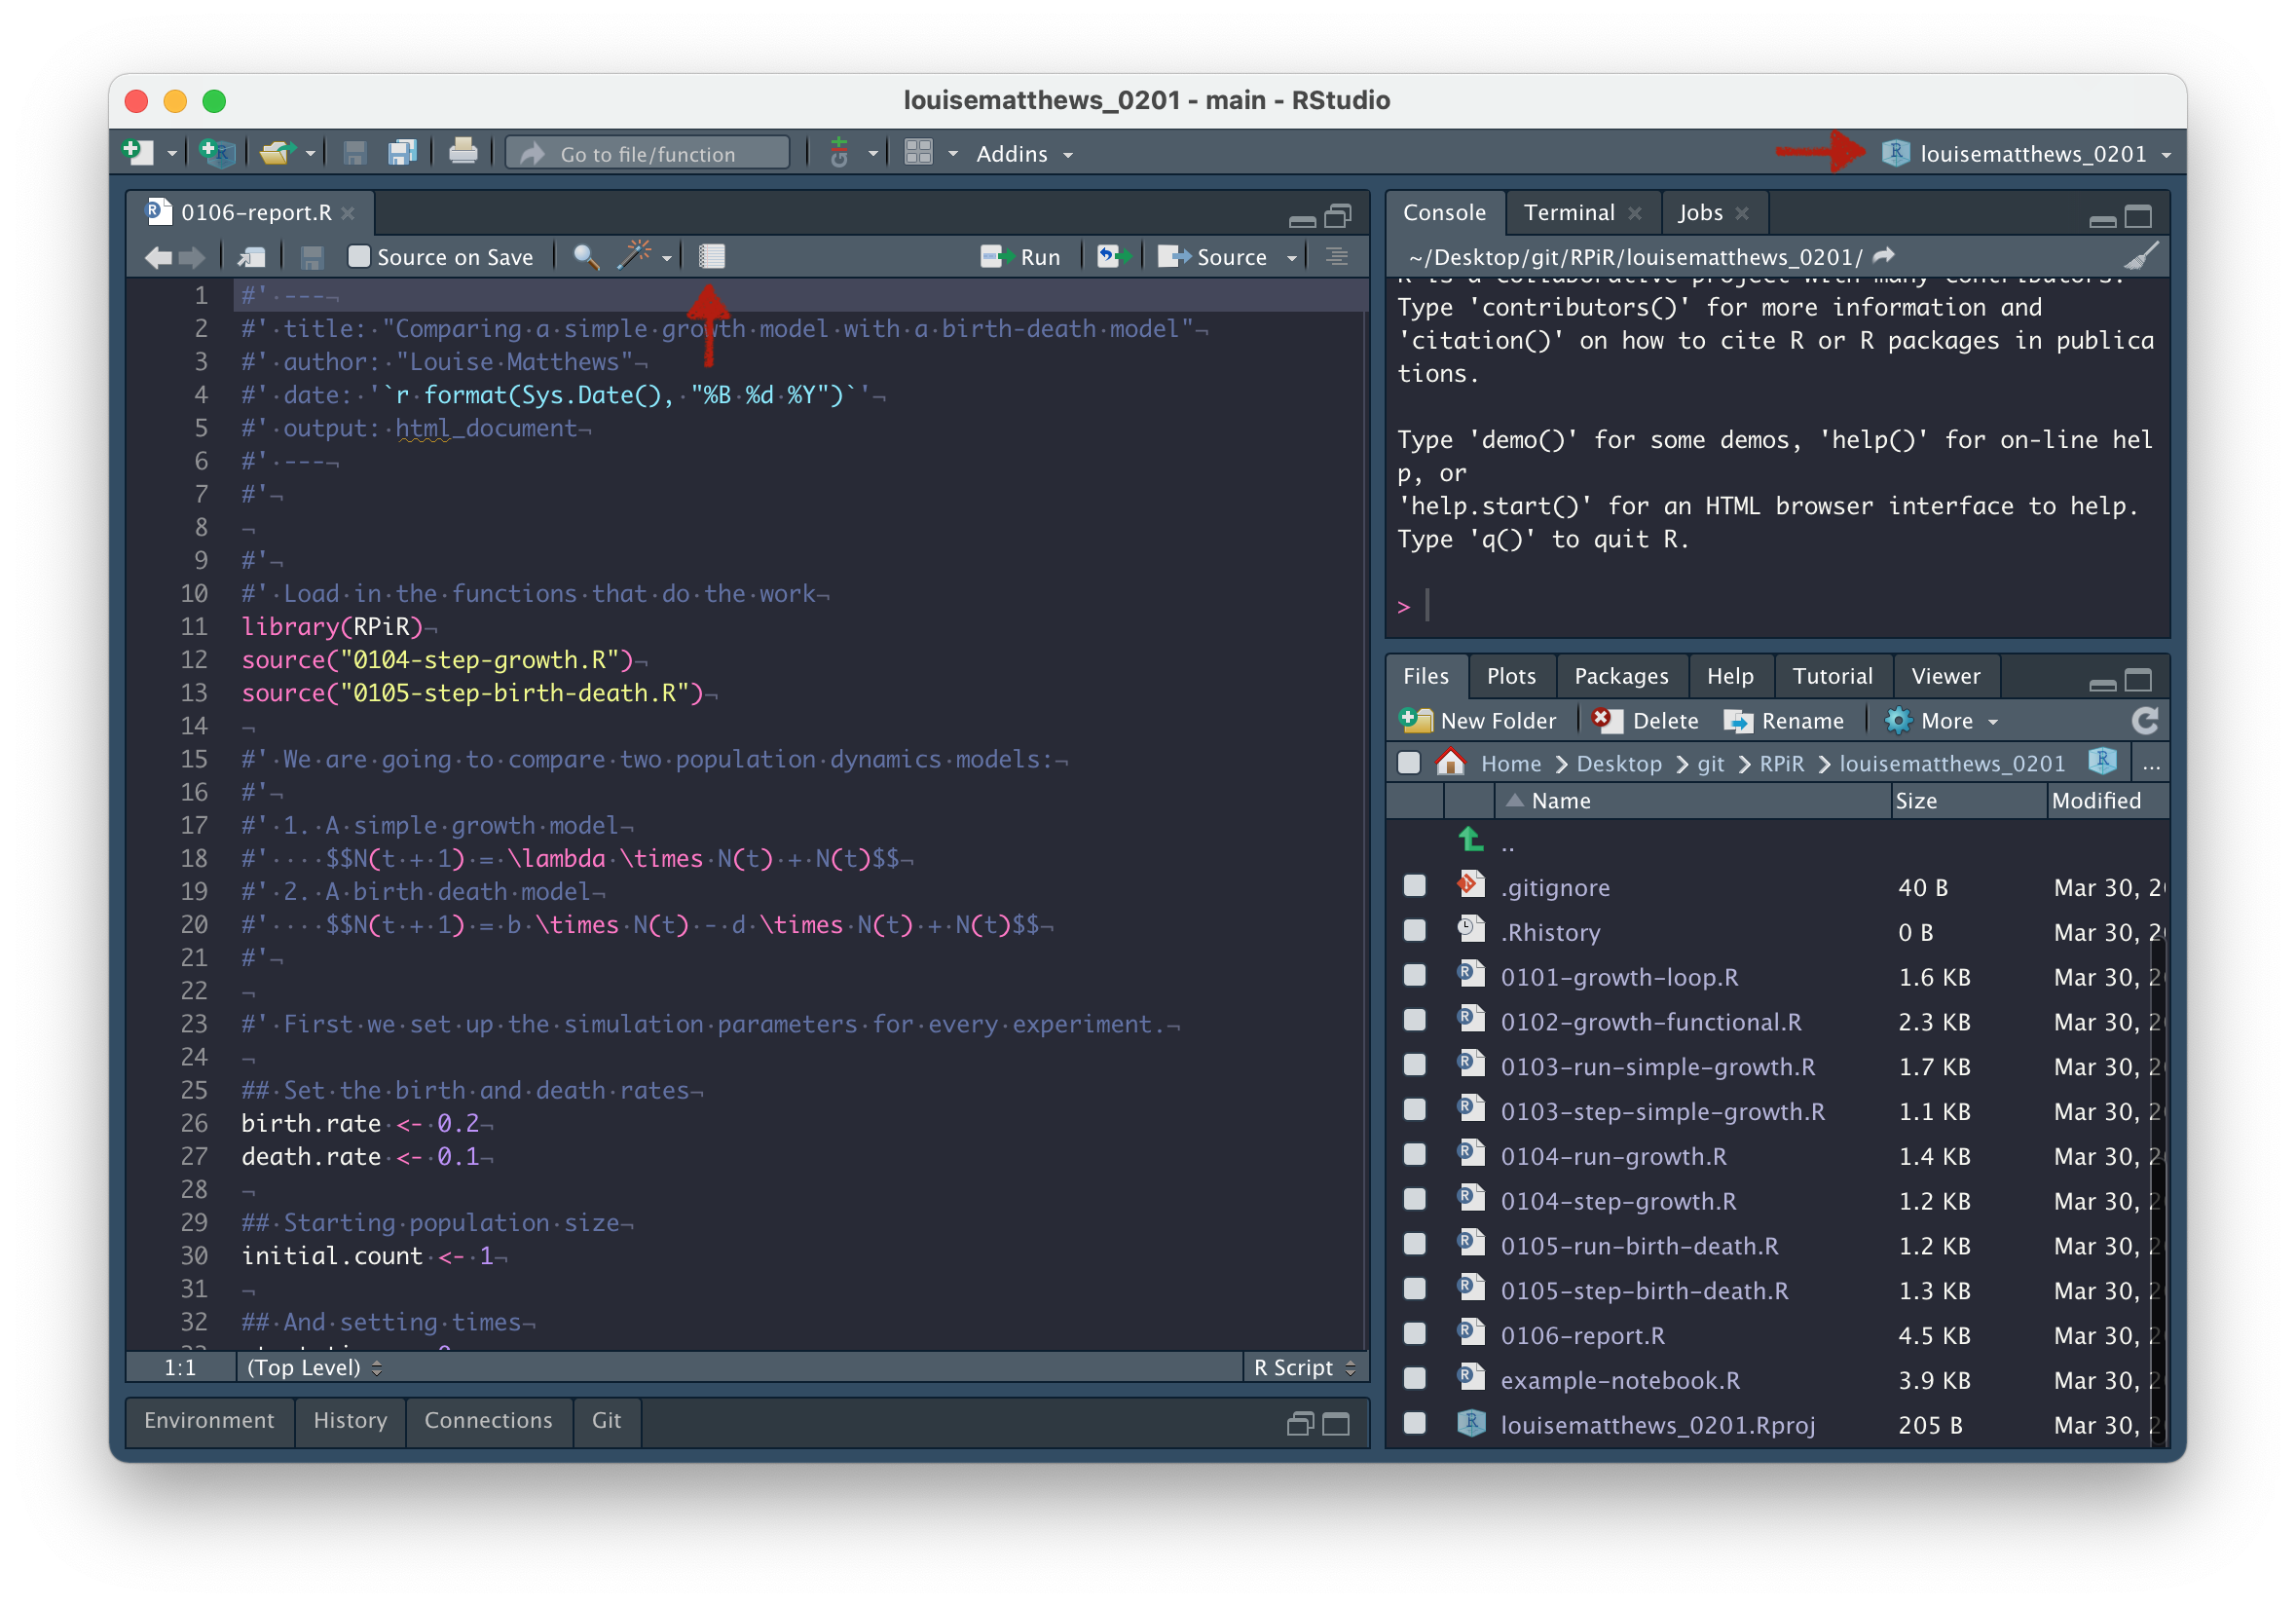 louisematthews_0201 - main - RStudio
Go to file/function
Git
Addins
louisematthews_0201
0106-report.R
Source on Save
Run
Source
1 #' ---
2 #' title: "Comparing a simple growth model with a birth-death model"
3 #' author: "Louise Matthews"
4 #' date: '`r format(Sys.Date(), "%B %d %Y")`'
5 #' output: html_document
6 #' ---
7 #'
8
9 #'
10 #' Load in the functions that do the work
11 library(RPiR)
12 source("0104-step-growth.R")
13 source("0105-step-birth-death.R")
14
15 #' We are going to compare two population dynamics models:
16 #'
17 #' 1. A simple growth model
18 #'    $$N(t + 1) = \lambda \times N(t) + N(t)$$
19 #' 2. A birth death model
20 #'    $$N(t + 1) = b \times N(t) - d \times N(t) + N(t)$$
21 #'
22
23 #' First we set up the simulation parameters for every experiment.
24
25 ## Set the birth and death rates
26 birth.rate <- 0.2
27 death.rate <- 0.1
28
29 ## Starting population size
30 initial.count <- 1
31
32 ## And setting times
1:1 (Top Level) R Script
Environment History Connections Git
Console Terminal Jobs
~/Desktop/git/RPiR/louisematthews_0201/
R is a collaborative project with many contributors.
Type 'contributors()' for more information and
'citation()' on how to cite R or R packages in publica
tions.
Type 'demo()' for some demos, 'help()' for on-line hel
p, or
'help.start()' for an HTML browser interface to help.
Type 'q()' to quit R.
>
Files Plots Packages Help Tutorial Viewer
New Folder Delete Rename More
Home Desktop git RPiR louisematthews_0201 ...
Name Size Modified
..
.gitignore 40 B Mar 30, 2
.Rhistory 0 B Mar 30, 2
0101-growth-loop.R 1.6 KB Mar 30, 2
0102-growth-functional.R 2.3 KB Mar 30, 2
0103-run-simple-growth.R 1.7 KB Mar 30, 2
0103-step-simple-growth.R 1.1 KB Mar 30, 2
0104-run-growth.R 1.4 KB Mar 30, 2
0104-step-growth.R 1.2 KB Mar 30, 2
0105-run-birth-death.R 1.2 KB Mar 30, 2
0105-step-birth-death.R 1.3 KB Mar 30, 2
0106-report.R 4.5 KB Mar 30, 2
example-notebook.R 3.9 KB Mar 30, 2
louisematthews_0201.Rproj 205 B Mar 30, 2